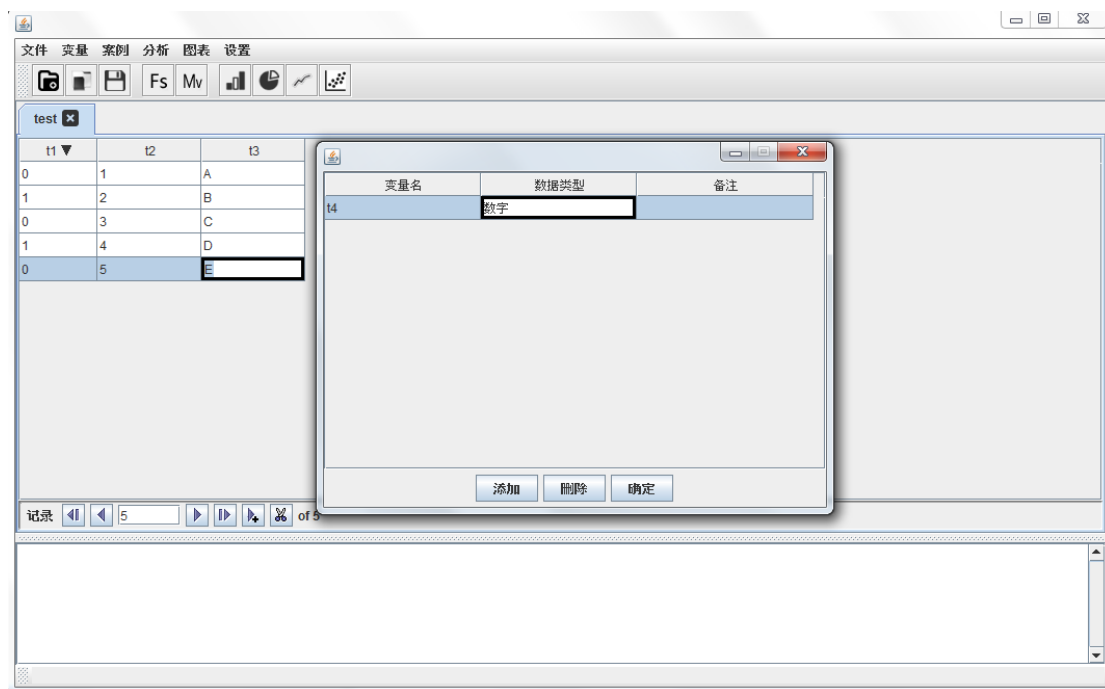 文件 变量 案例 分析 图表 设置
Fs Mv
test
t1 ▼ t2 t3
0 1 A
1 2 B
0 3 C
1 4 D
0 5 E
变量名 数据类型 备注
t4 数字
添加 删除 确定
记录 5 of 5